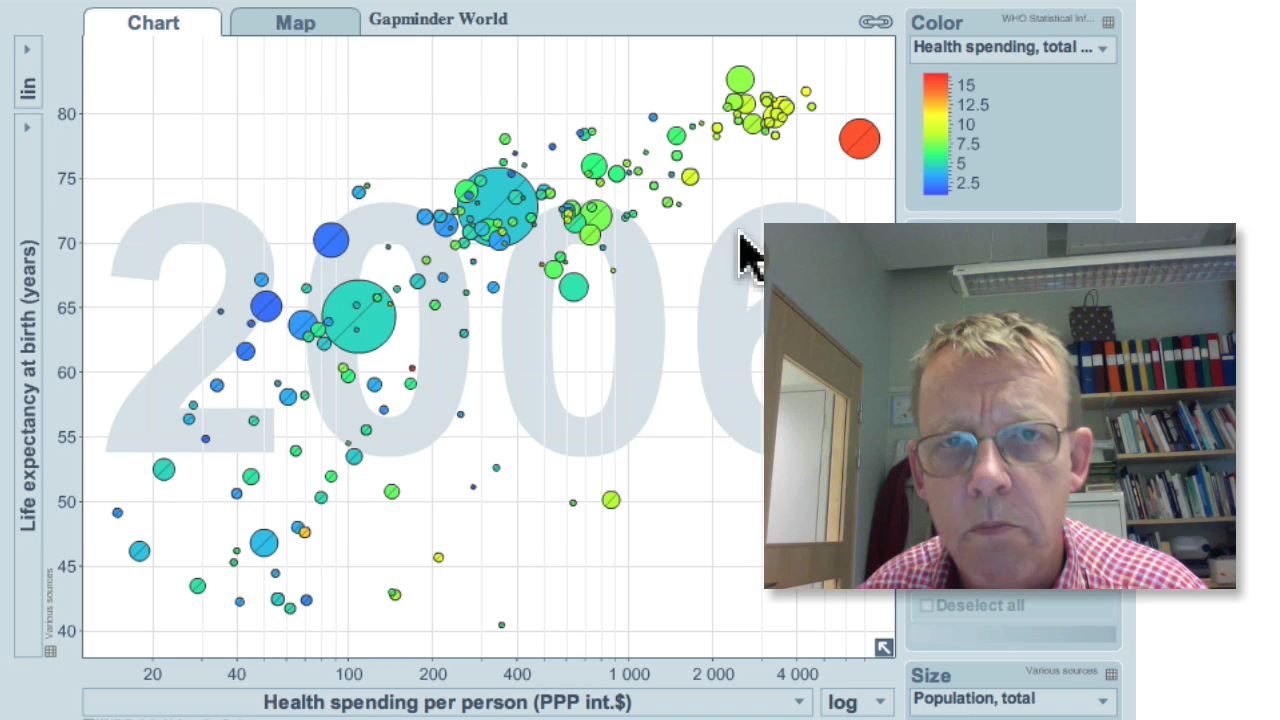 Chart
Map
Gapminder World
lin
Life expectancy at birth (years)
Various sources
80
75
70
65
60
55
50
45
40
2006
20
40
100
200
400
1 000
2 000
4 000
Health spending per person (PPP int.$)
log
Color
WHO Statistical Inf...
Health spending, total ...
15
12.5
10
7.5
5
2.5
Deselect all
Size
Various sources
Population, total